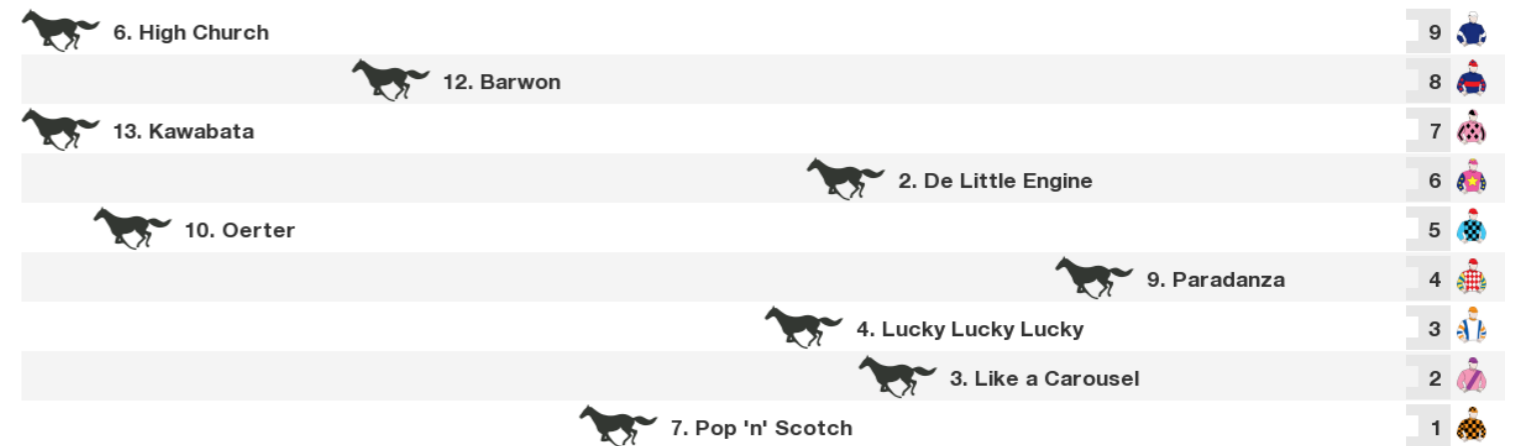 6. High Church 9
12. Barwon 8
13. Kawabata 7
2. De Little Engine 6
10. Oerter 5
9. Paradanza 4
4. Lucky Lucky Lucky 3
3. Like a Carousel 2
7. Pop 'n' Scotch 1